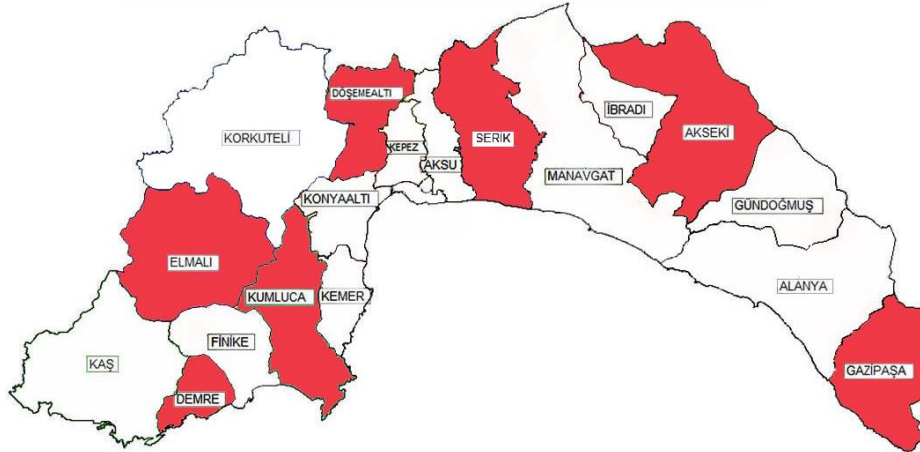 DÖŞEMEALTI
İBRADI
KORKUTELİ
KEPEZ
SERIK
AKSEKİ
AKSU
MANAVGAT
KONYAALTI
GÜNDOĞMUŞ
ELMALI
ALANYA
KUMLUCA
KEMER
FİNİKE
KAŞ
GAZİPAŞA
DEMRE